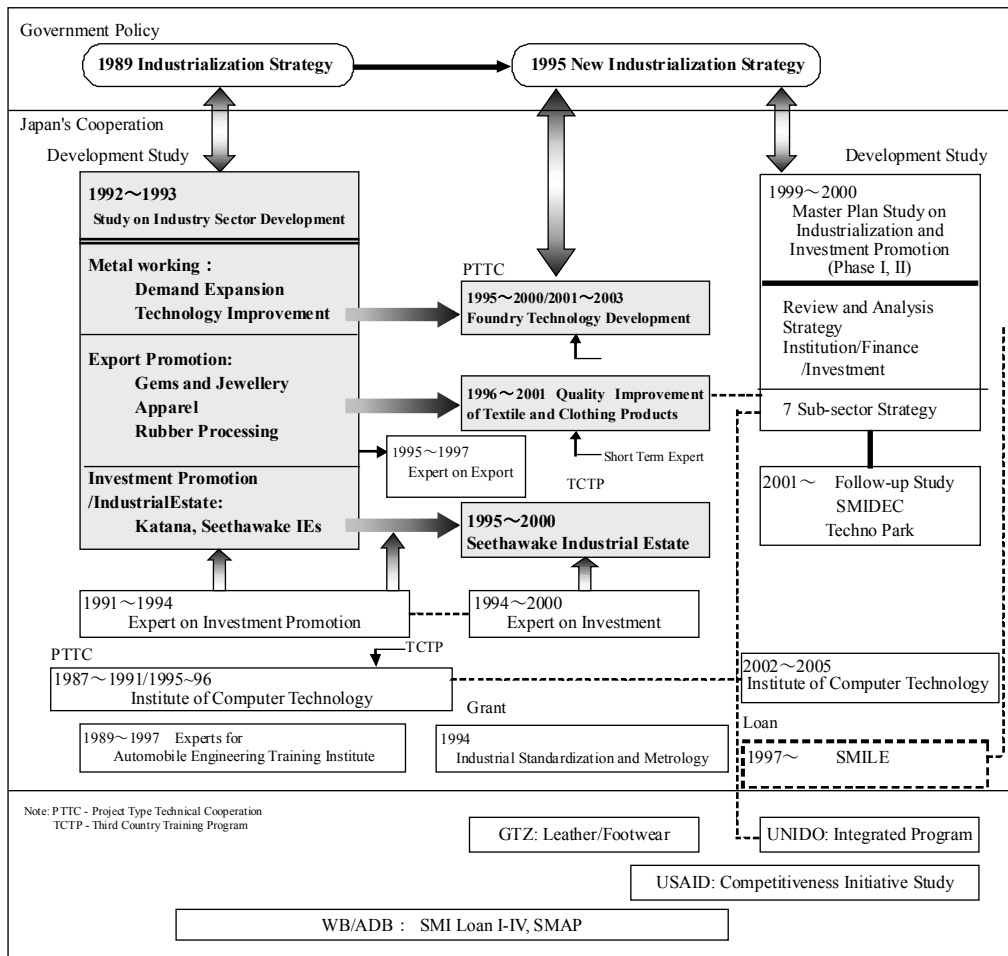 Government Policy
1989 Industrialization Strategy
1995 New Industrialization Strategy
Japan's Cooperation
Development Study
1992～1993
Study on Industry Sector Development
Metal working：
Demand Expansion
Technology Improvement
Export Promotion:
Gems and Jewellery
Apparel
Rubber Processing
Investment Promotion
/IndustrialEstate:
Katana, Seethawake IEs
PTTC
1995～2000/2001～2003
Foundry Technology Development
1996～2001 Quality Improvement
of Textile and Clothing Products
1995～1997
Expert on Export
Short Term Expert
TCTP
1995～2000
Seethawake Industrial Estate
Development Study
1999～2000
Master Plan Study on
Industrialization and
Investment Promotion
(Phase I, II)
Review and Analysis
Strategy
Institution/Finance
/Investment
7 Sub-sector Strategy
2001～ Follow-up Study
SMIDEC
Techno Park
1991～1994
Expert on Investment Promotion
1994～2000
Expert on Investment
PTTC
TCTP
1987～1991/1995~96
Institute of Computer Technology
2002～2005
Institute of Computer Technology
1989～1997 Experts for
Automobile Engineering Training Institute
Grant
1994
Industrial Standardization and Metrology
Loan
1997～ SMILE
Note: PTTC - Project Type Technical Cooperation
TCTP - Third Country Training Program
GTZ: Leather/Footwear
UNIDO: Integrated Program
USAID: Competitiveness Initiative Study
WB/ADB： SMI Loan I-IV, SMAP